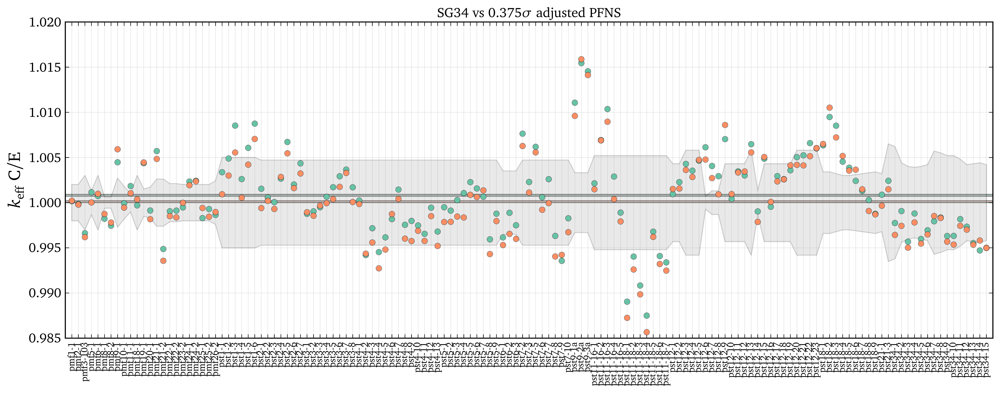 SG34 vs 0.375σ adjusted PFNS
k_eff C/E
1.020
1.015
1.010
1.005
1.000
0.995
0.990
0.985
pmf1-1
pmf2-1
pmf3-103
pmf5-1
pmf6-1
pmf8-1
pmf8-2
pmf9-1
pmf10-1
pmf11-1
pmf18-1
pmf19-1
pmf20-1
pmf21-1
pmf21-2
pmf22-1
pmf22-2
pmf23-2
pmf24-1
pmf24-2
pmf25-1
pmf25-2
pmf26-2
pst1-1
pst1-2
pst1-3
pst1-4
pst1-5
pst1-6
pst2-1
pst2-2
pst2-3
pst2-4
pst2-5
pst2-6
pst2-7
pst3-1
pst3-2
pst3-3
pst3-4
pst3-5
pst3-6
pst3-7
pst3-8
pst4-1
pst4-2
pst4-3
pst4-4
pst4-5
pst4-6
pst4-7
pst4-8
pst4-9
pst4-10
pst4-11
pst4-12
pst4-13
pst5-1
pst5-2
pst5-3
pst5-4
pst5-5
pst5-6
pst5-7
pst5-8
pst5-9
pst6-1
pst6-2
pst6-3
pst7-2
pst7-3
pst7-5
pst7-6
pst7-7
pst7-8
pst7-9
pst7-10
pst9-1a
pst9-2a
pst9-3a
pst11-16-1
pst11-16-2
pst11-16-3
pst11-16-4
pst11-16-5
pst11-18-1
pst11-18-2
pst11-18-3
pst11-18-4
pst11-18-5
pst11-18-6
pst11-18-7
pst12-1
pst12-2
pst12-3
pst12-4
pst12-5
pst12-6
pst12-7
pst12-8
pst12-9
pst12-10
pst12-11
pst12-12
pst12-13
pst12-14
pst12-15
pst12-16
pst12-17
pst12-18
pst12-19
pst12-20
pst12-21
pst12-22
pst12-23
pst18-1
pst18-2
pst18-3
pst18-4
pst18-5
pst18-6
pst18-7
pst18-8
pst18-9
pst21-1
pst21-3
pst34-1
pst34-2
pst34-3
pst34-4
pst34-5
pst34-6
pst34-7
pst34-8
pst34-9
pst34-10
pst34-11
pst34-12
pst34-13
pst34-14
pst34-15